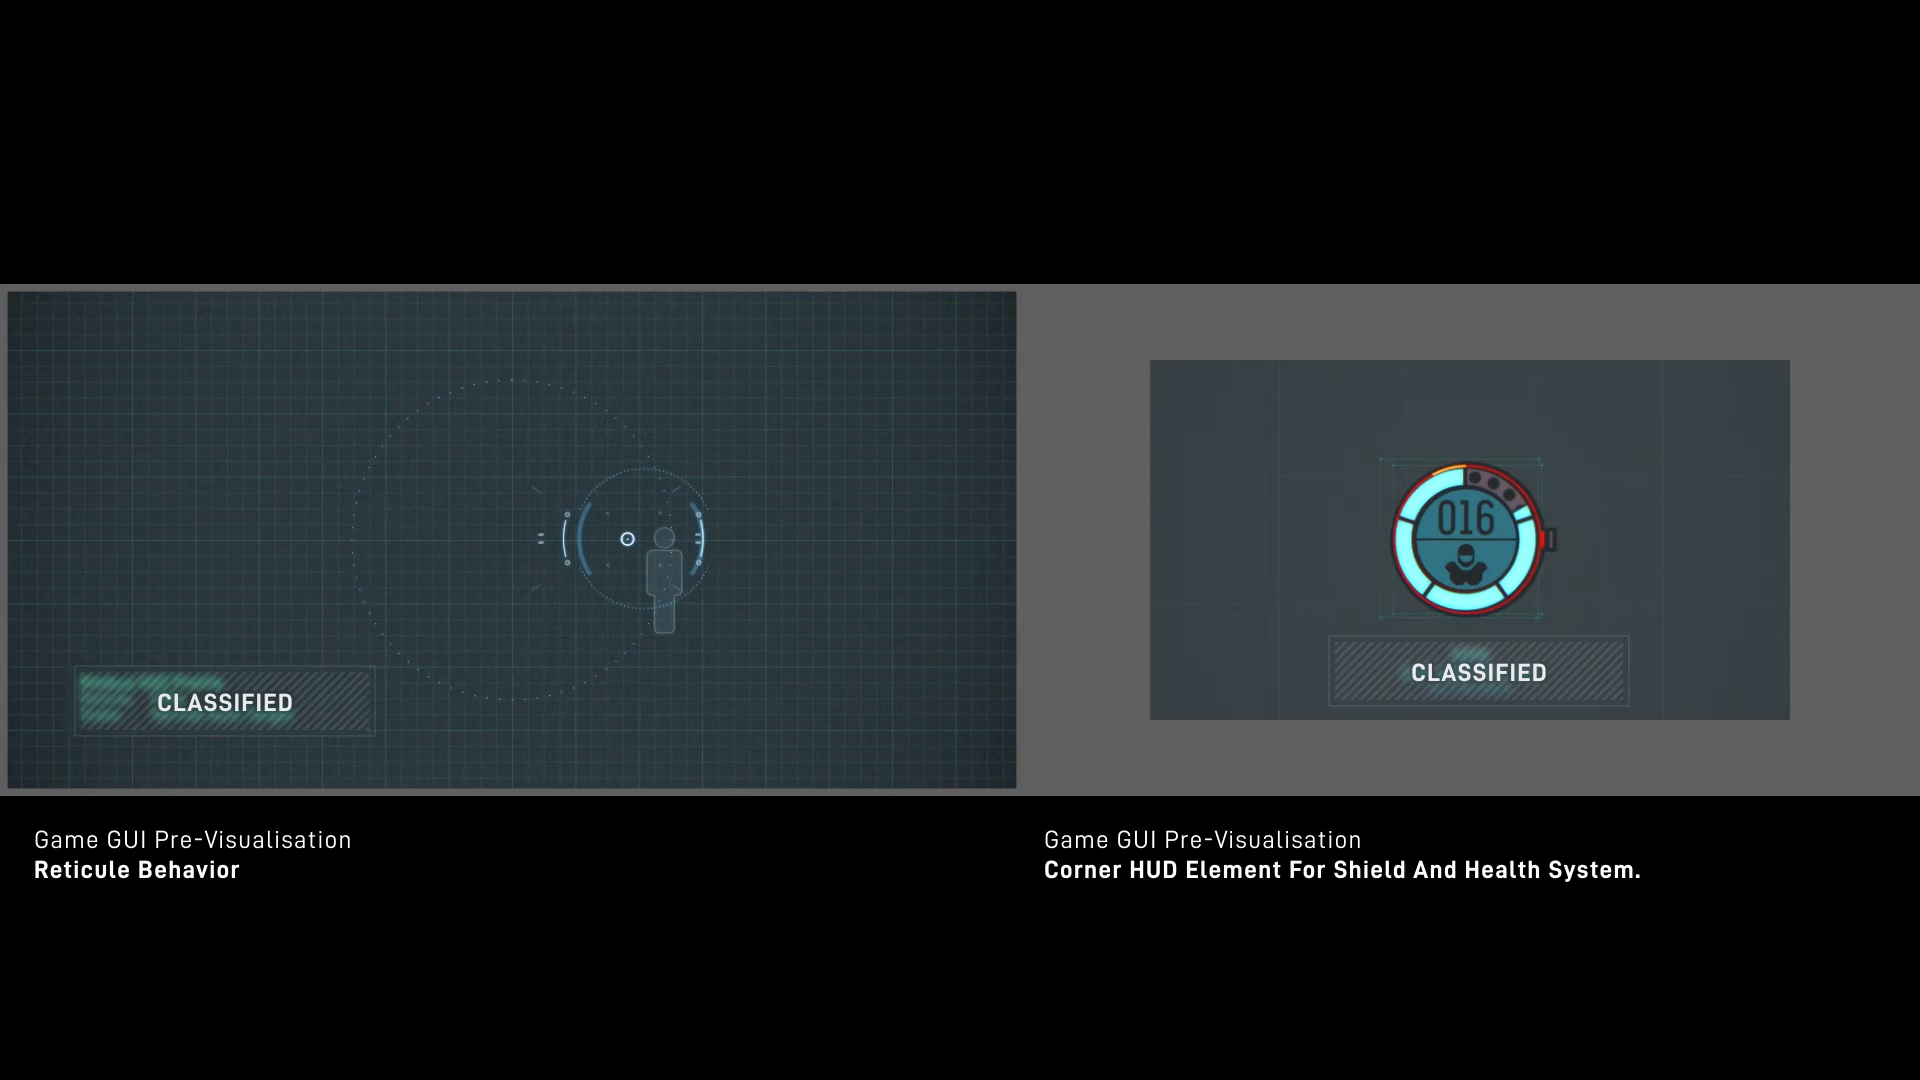 CLASSIFIED
Game GUI Pre-Visualisation
Reticule Behavior
016
CLASSIFIED
Game GUI Pre-Visualisation
Corner HUD Element For Shield And Health System.